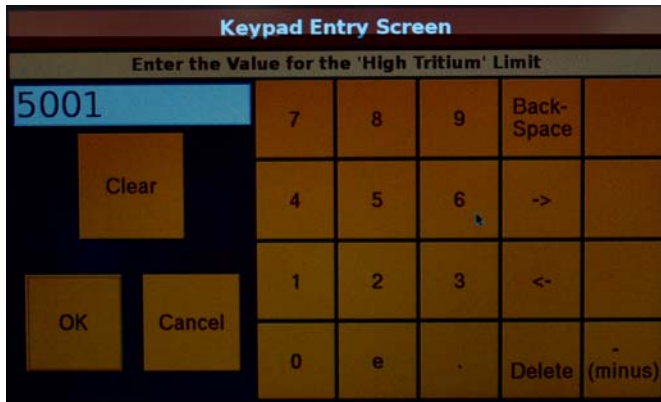 Keypad Entry Screen
Enter the Value for the 'High Tritium' Limit
5001
7 8 9 Back-
Space
Clear
4 5 6 ->
1 2 3 <-
OK Cancel
0 e . Delete - 
(minus)